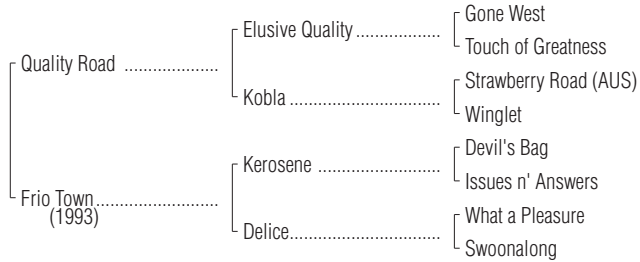 Gone West
Elusive Quality ..................
Touch of Greatness
Quality Road ....................
Strawberry Road (AUS)
Kobla ................................
Winglet
Devil's Bag
Kerosene ..........................
Issues n' Answers
Frio Town..........................
(1993)
What a Pleasure
Delice................................
Swoonalong